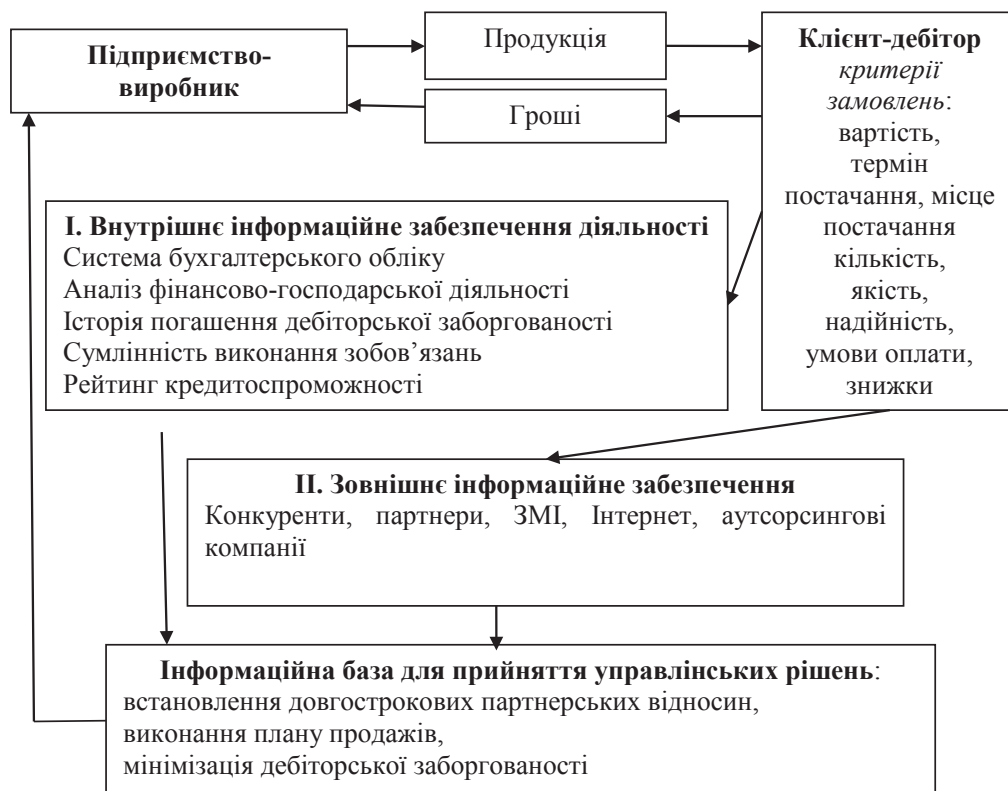 Підприємство-
виробник
Продукція
Гроші
Клієнт-дебітор
критерії
замовлень:
вартість,
термін
постачання, місце
постачання
кількість,
якість,
надійність,
умови оплати,
знижки
І. Внутрішнє інформаційне забезпечення діяльності
Система бухгалтерського обліку
Аналіз фінансово-господарської діяльності
Історія погашення дебіторської заборгованості
Сумлінність виконання зобов’язань
Рейтинг кредитоспроможності
ІІ. Зовнішнє інформаційне забезпечення
Конкуренти, партнери, ЗМІ, Інтернет, аутсорсингові
компанії
Інформаційна база для прийняття управлінських рішень:
встановлення довгострокових партнерських відносин,
виконання плану продажів,
мінімізація дебіторської заборгованості